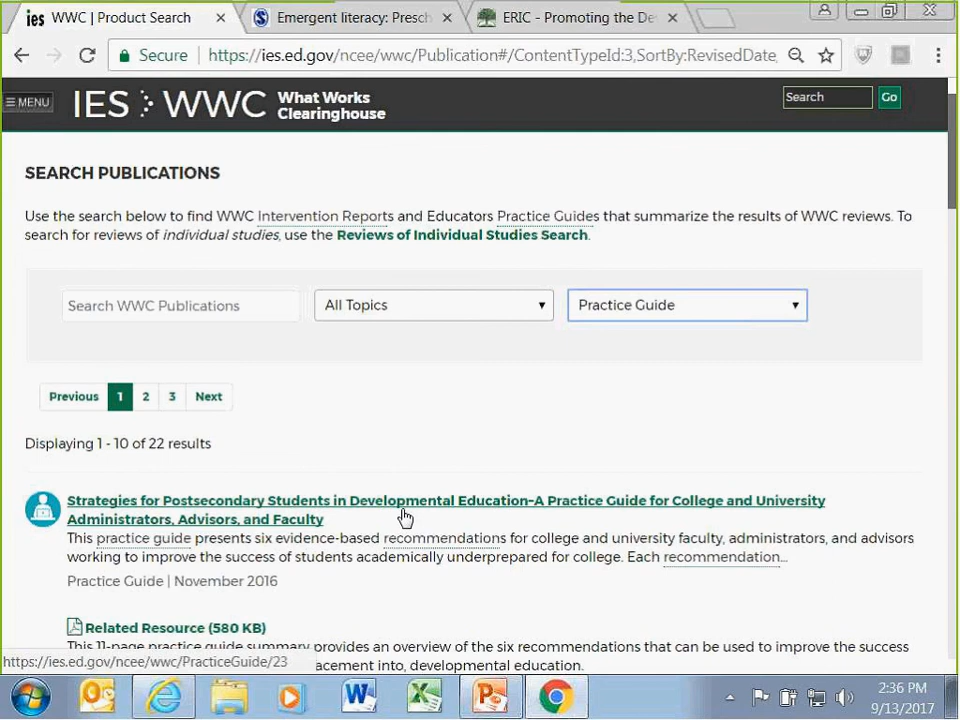 ies WWC | Product Search
Emergent literacy: Presch
ERIC - Promoting the De
Secure | https://ies.ed.gov/ncee/wwc/Publication#/ContentTypeId:3,SortBy:RevisedDate,
MENU IES WWC What Works Clearinghouse
Search Go
SEARCH PUBLICATIONS
Use the search below to find WWC Intervention Reports and Educators Practice Guides that summarize the results of WWC reviews. To
search for reviews of individual studies, use the Reviews of Individual Studies Search.
Search WWC Publications All Topics Practice Guide
Previous 1 2 3 Next
Displaying 1 - 10 of 22 results
Strategies for Postsecondary Students in Developmental Education–A Practice Guide for College and University
Administrators, Advisors, and Faculty
This practice guide presents six evidence-based recommendations for college and university faculty, administrators, and advisors
working to improve the success of students academically underprepared for college. Each recommendation...
Practice Guide | November 2016
Related Resource (580 KB)
This 11-page practice guide summary provides an overview of the six recommendations that can be used to improve the success
https://ies.ed.gov/ncee/wwc/PracticeGuide/23 acement into, developmental education.
2:36 PM
9/13/2017